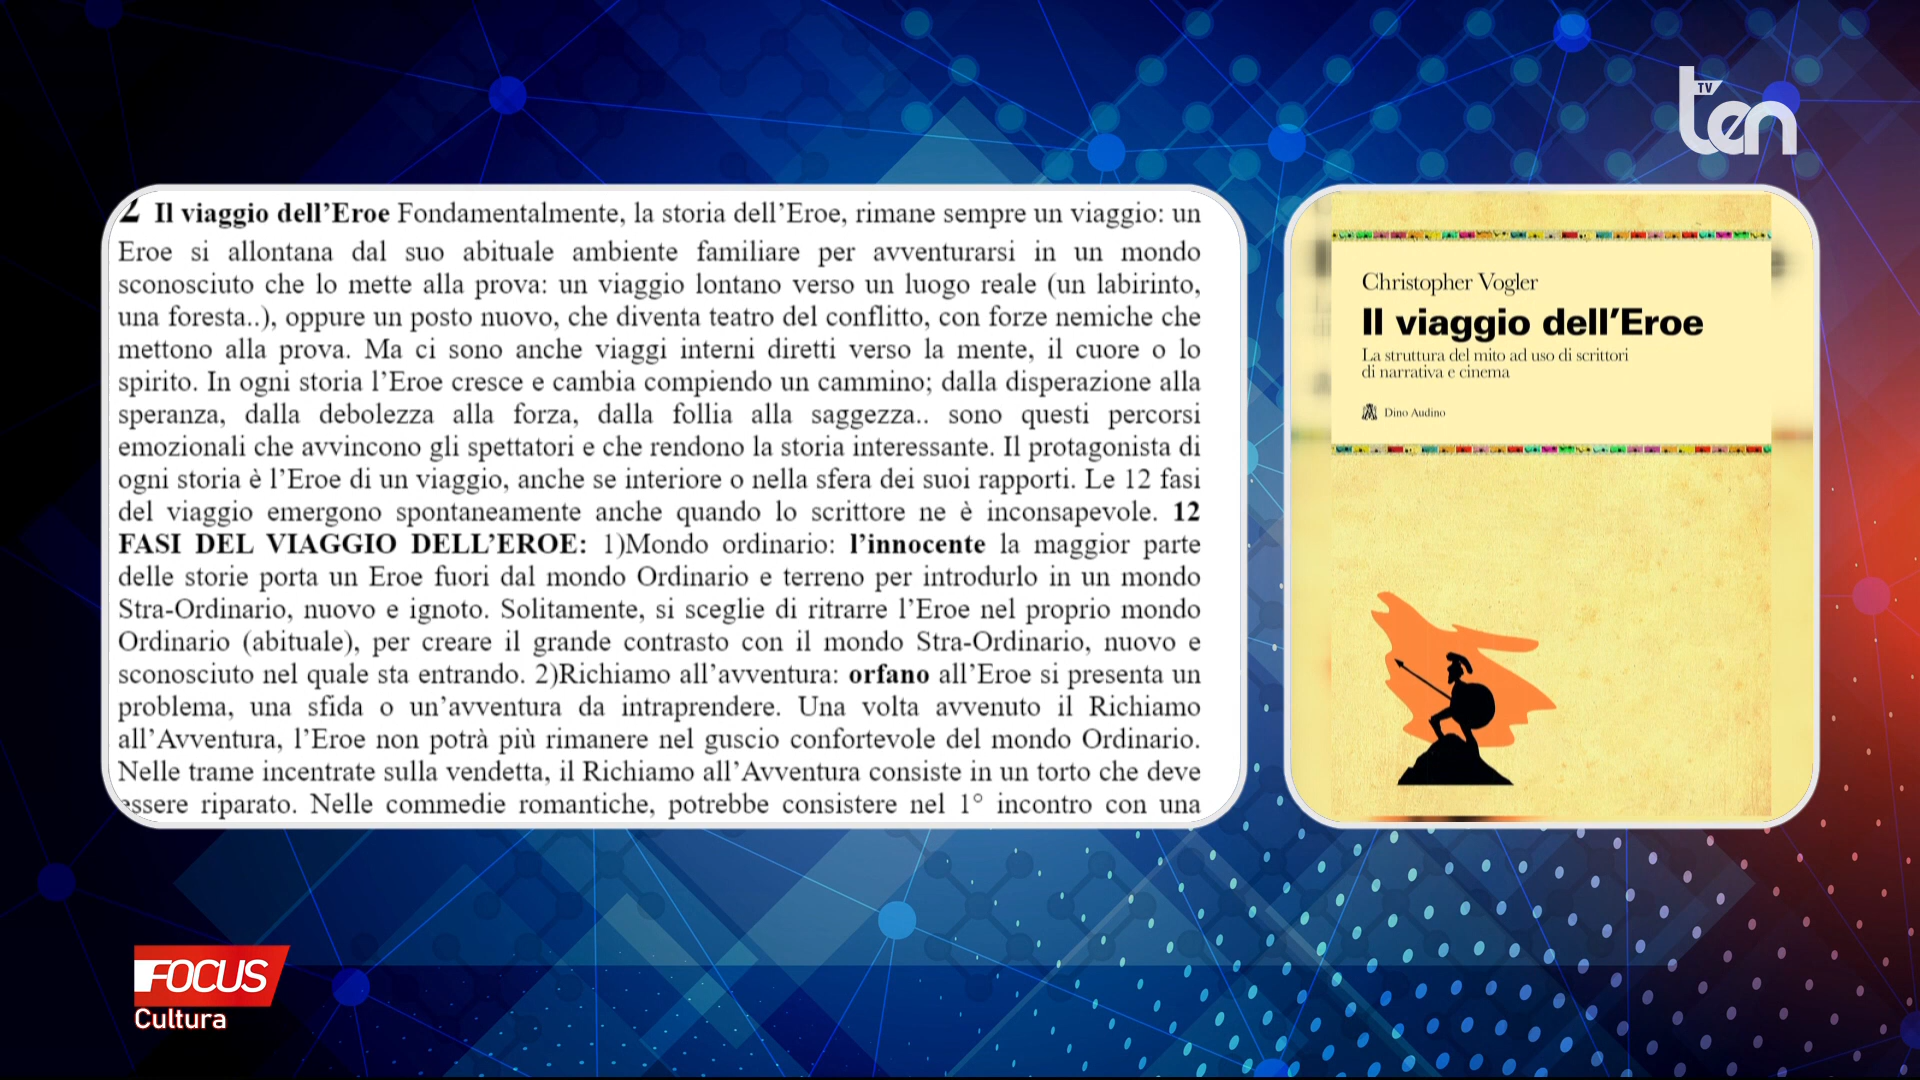 TV
ten
2 Il viaggio dell’Eroe Fondamentalmente, la storia dell’Eroe, rimane sempre un viaggio: un
Eroe si allontana dal suo abituale ambiente familiare per avventurarsi in un mondo
sconosciuto che lo mette alla prova: un viaggio lontano verso un luogo reale (un labirinto,
una foresta..), oppure un posto nuovo, che diventa teatro del conflitto, con forze nemiche che
mettono alla prova. Ma ci sono anche viaggi interni diretti verso la mente, il cuore o lo
spirito. In ogni storia l’Eroe cresce e cambia compiendo un cammino; dalla disperazione alla
speranza, dalla debolezza alla forza, dalla follia alla saggezza.. sono questi percorsi
emozionali che avvincono gli spettatori e che rendono la storia interessante. Il protagonista di
ogni storia è l’Eroe di un viaggio, anche se interiore o nella sfera dei suoi rapporti. Le 12 fasi
del viaggio emergono spontaneamente anche quando lo scrittore ne è inconsapevole. 12
FASI DEL VIAGGIO DELL’EROE: 1)Mondo ordinario: l’innocente la maggior parte
delle storie porta un Eroe fuori dal mondo Ordinario e terreno per introdurlo in un mondo
Stra-Ordinario, nuovo e ignoto. Solitamente, si sceglie di ritrarre l’Eroe nel proprio mondo
Ordinario (abituale), per creare il grande contrasto con il mondo Stra-Ordinario, nuovo e
sconosciuto nel quale sta entrando. 2)Richiamo all’avventura: orfano all’Eroe si presenta un
problema, una sfida o un’avventura da intraprendere. Una volta avvenuto il Richiamo
all’Avventura, l’Eroe non potrà più rimanere nel guscio confortevole del mondo Ordinario.
Nelle trame incentrate sulla vendetta, il Richiamo all’Avventura consiste in un torto che deve
essere riparato. Nelle commedie romantiche, potrebbe consistere nel 1° incontro con una
Christopher Vogler
Il viaggio dell’Eroe
La struttura del mito ad uso di scrittori
di narrativa e cinema
Dino Audino
FOCUS
Cultura